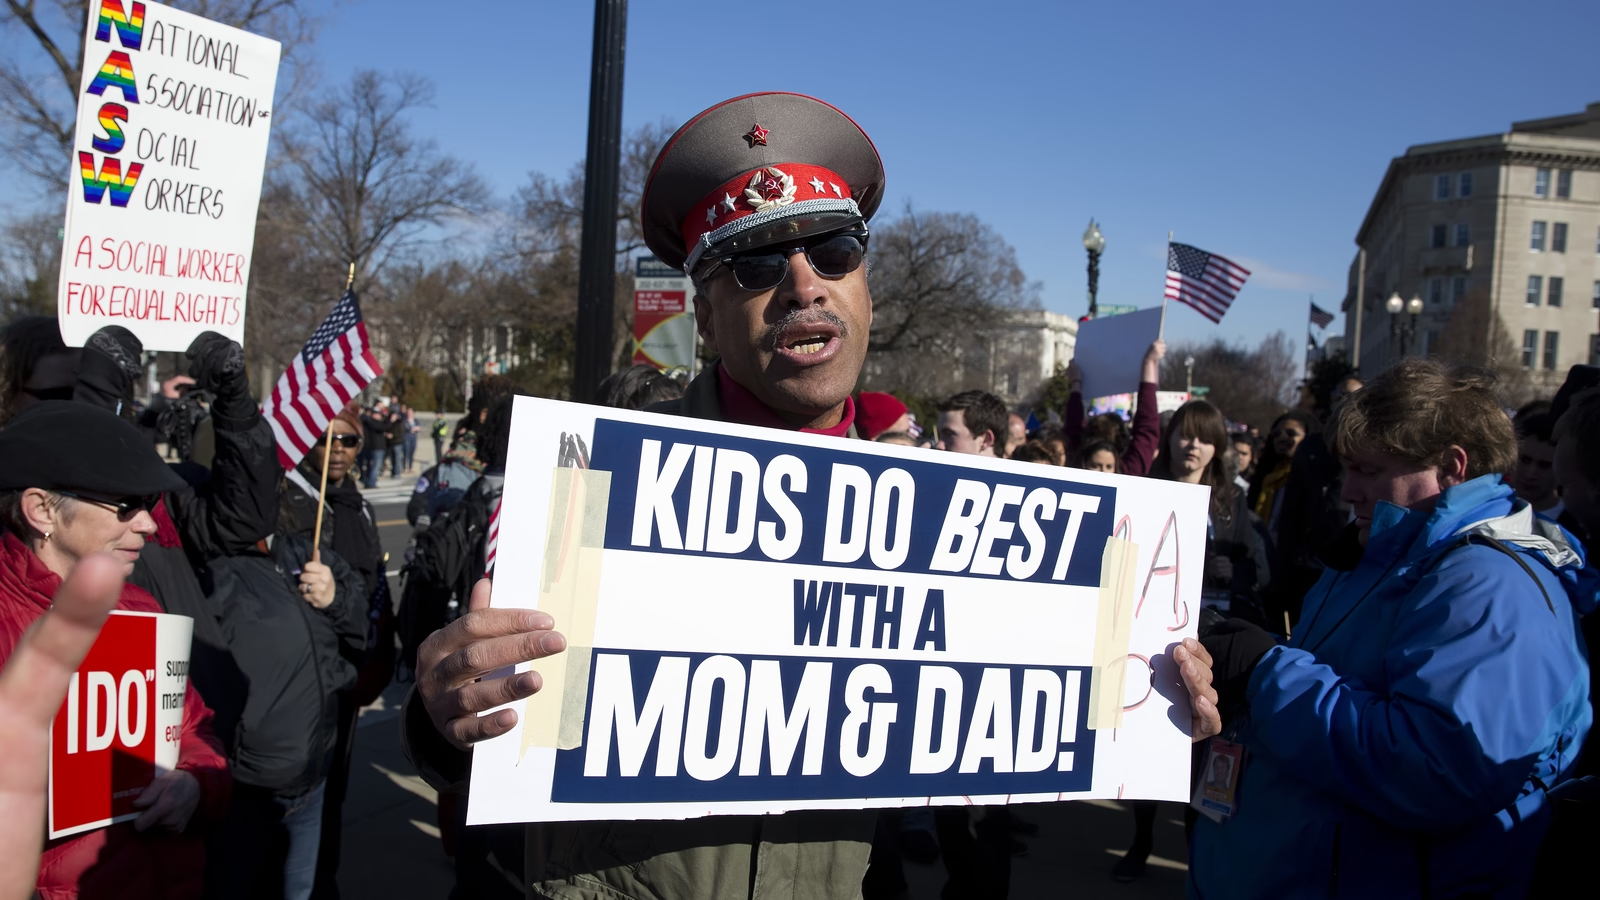 NATIONAL
ASSOCIATION OF
SOCIAL
WORKERS
A SOCIAL WORKER
FOR EQUAL RIGHTS
KIDS DO BEST
WITH A
MOM & DAD!
I DO"